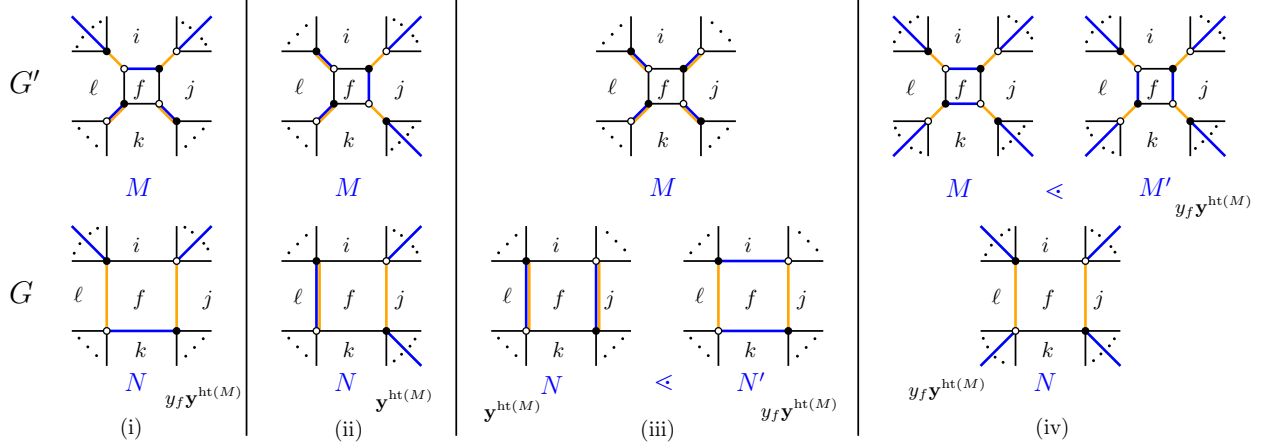 i i i i i
G′ ℓ f j ℓ f j ℓ f j ℓ f j ℓ f j
k k k k k
M M M M ⋖ M′
y_f y^{ht(M)}
i i i i i
G ℓ f j ℓ f j ℓ f j ℓ f j ℓ f j
k k k k k
N N N ⋖ N′ N
y_f y^{ht(M)} y^{ht(M)} y^{ht(M)} y_f y^{ht(M)} y_f y^{ht(M)}
(i) (ii) (iii) (iv)